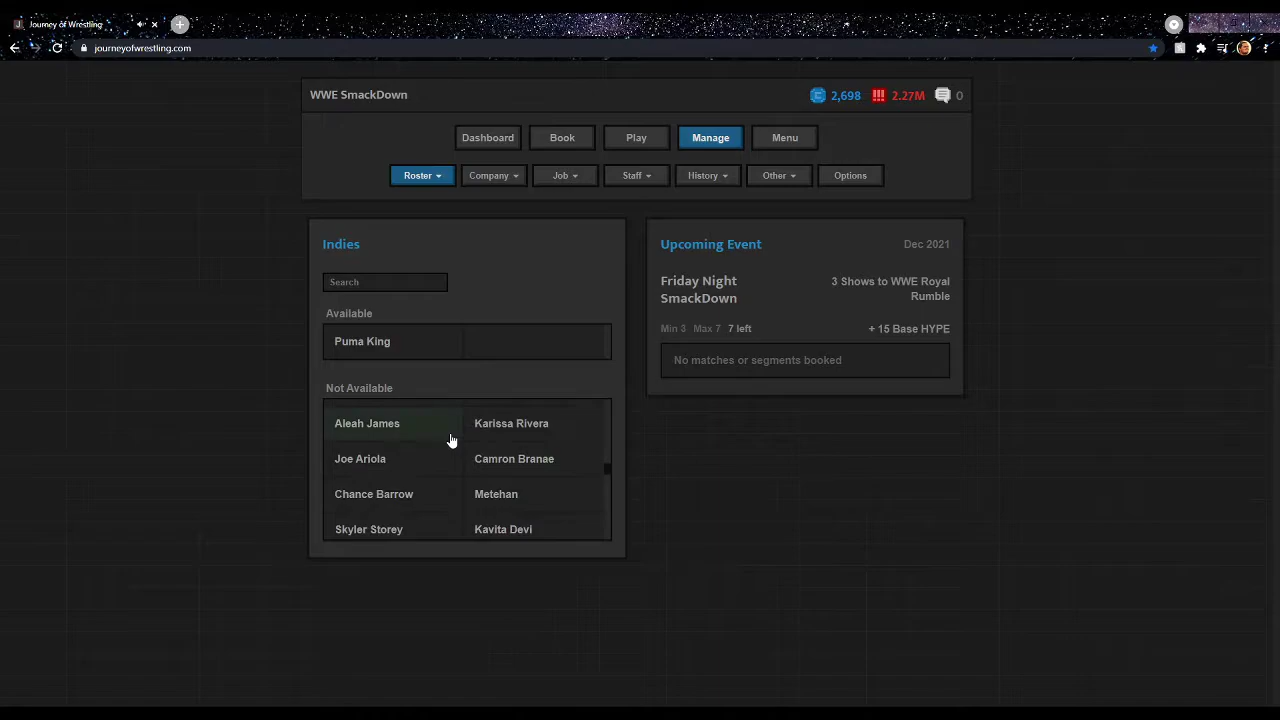 Journey of Wrestling
journeyofwrestling.com
WWE SmackDown
2,698
2.27M
0
Dashboard
Book
Play
Manage
Menu
Roster
Company
Job
Staff
History
Other
Options
Indies
Search
Available
Puma King
Not Available
Aleah James
Karissa Rivera
Joe Ariola
Camron Branae
Chance Barrow
Metehan
Skyler Storey
Kavita Devi
Upcoming Event
Dec 2021
Friday Night
SmackDown
3 Shows to WWE Royal
Rumble
Min 3 Max 7 7 left
+ 15 Base HYPE
No matches or segments booked